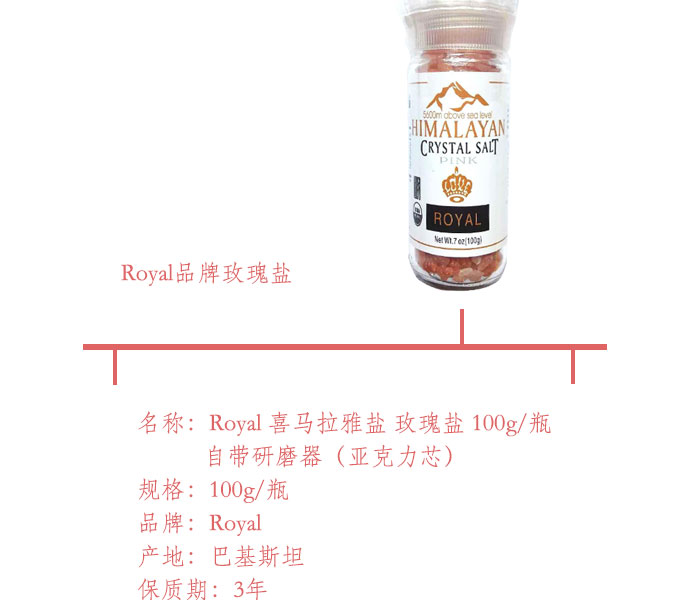 5600m above sea level
HIMALAYAN
CRYSTAL SALT
PINK
ROYAL
Net Wt.7 oz(100g)
Royal品牌玫瑰盐
名称：Royal 喜马拉雅盐 玫瑰盐 100g/瓶
自带研磨器（亚克力芯）
规格：100g/瓶
品牌：Royal
产地：巴基斯坦
保质期：3年